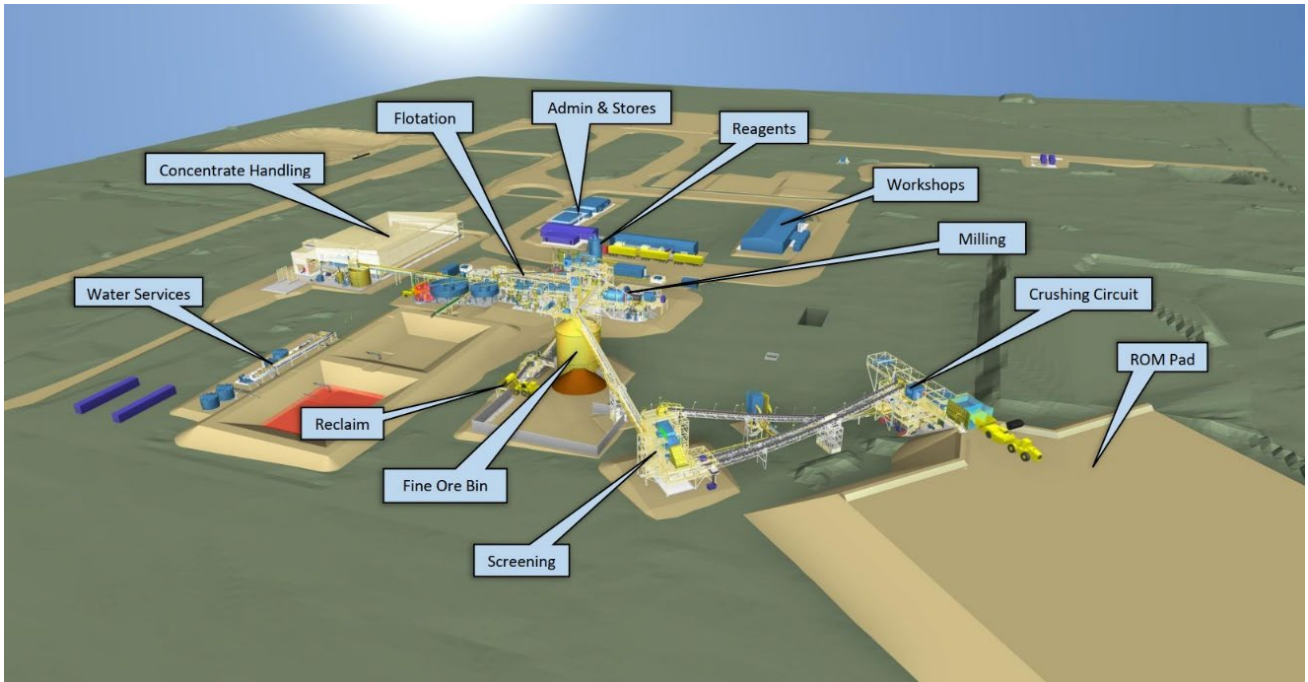 Admin & Stores
Flotation
Reagents
Concentrate Handling
Workshops
Milling
Water Services
Crushing Circuit
ROM Pad
Reclaim
Fine Ore Bin
Screening